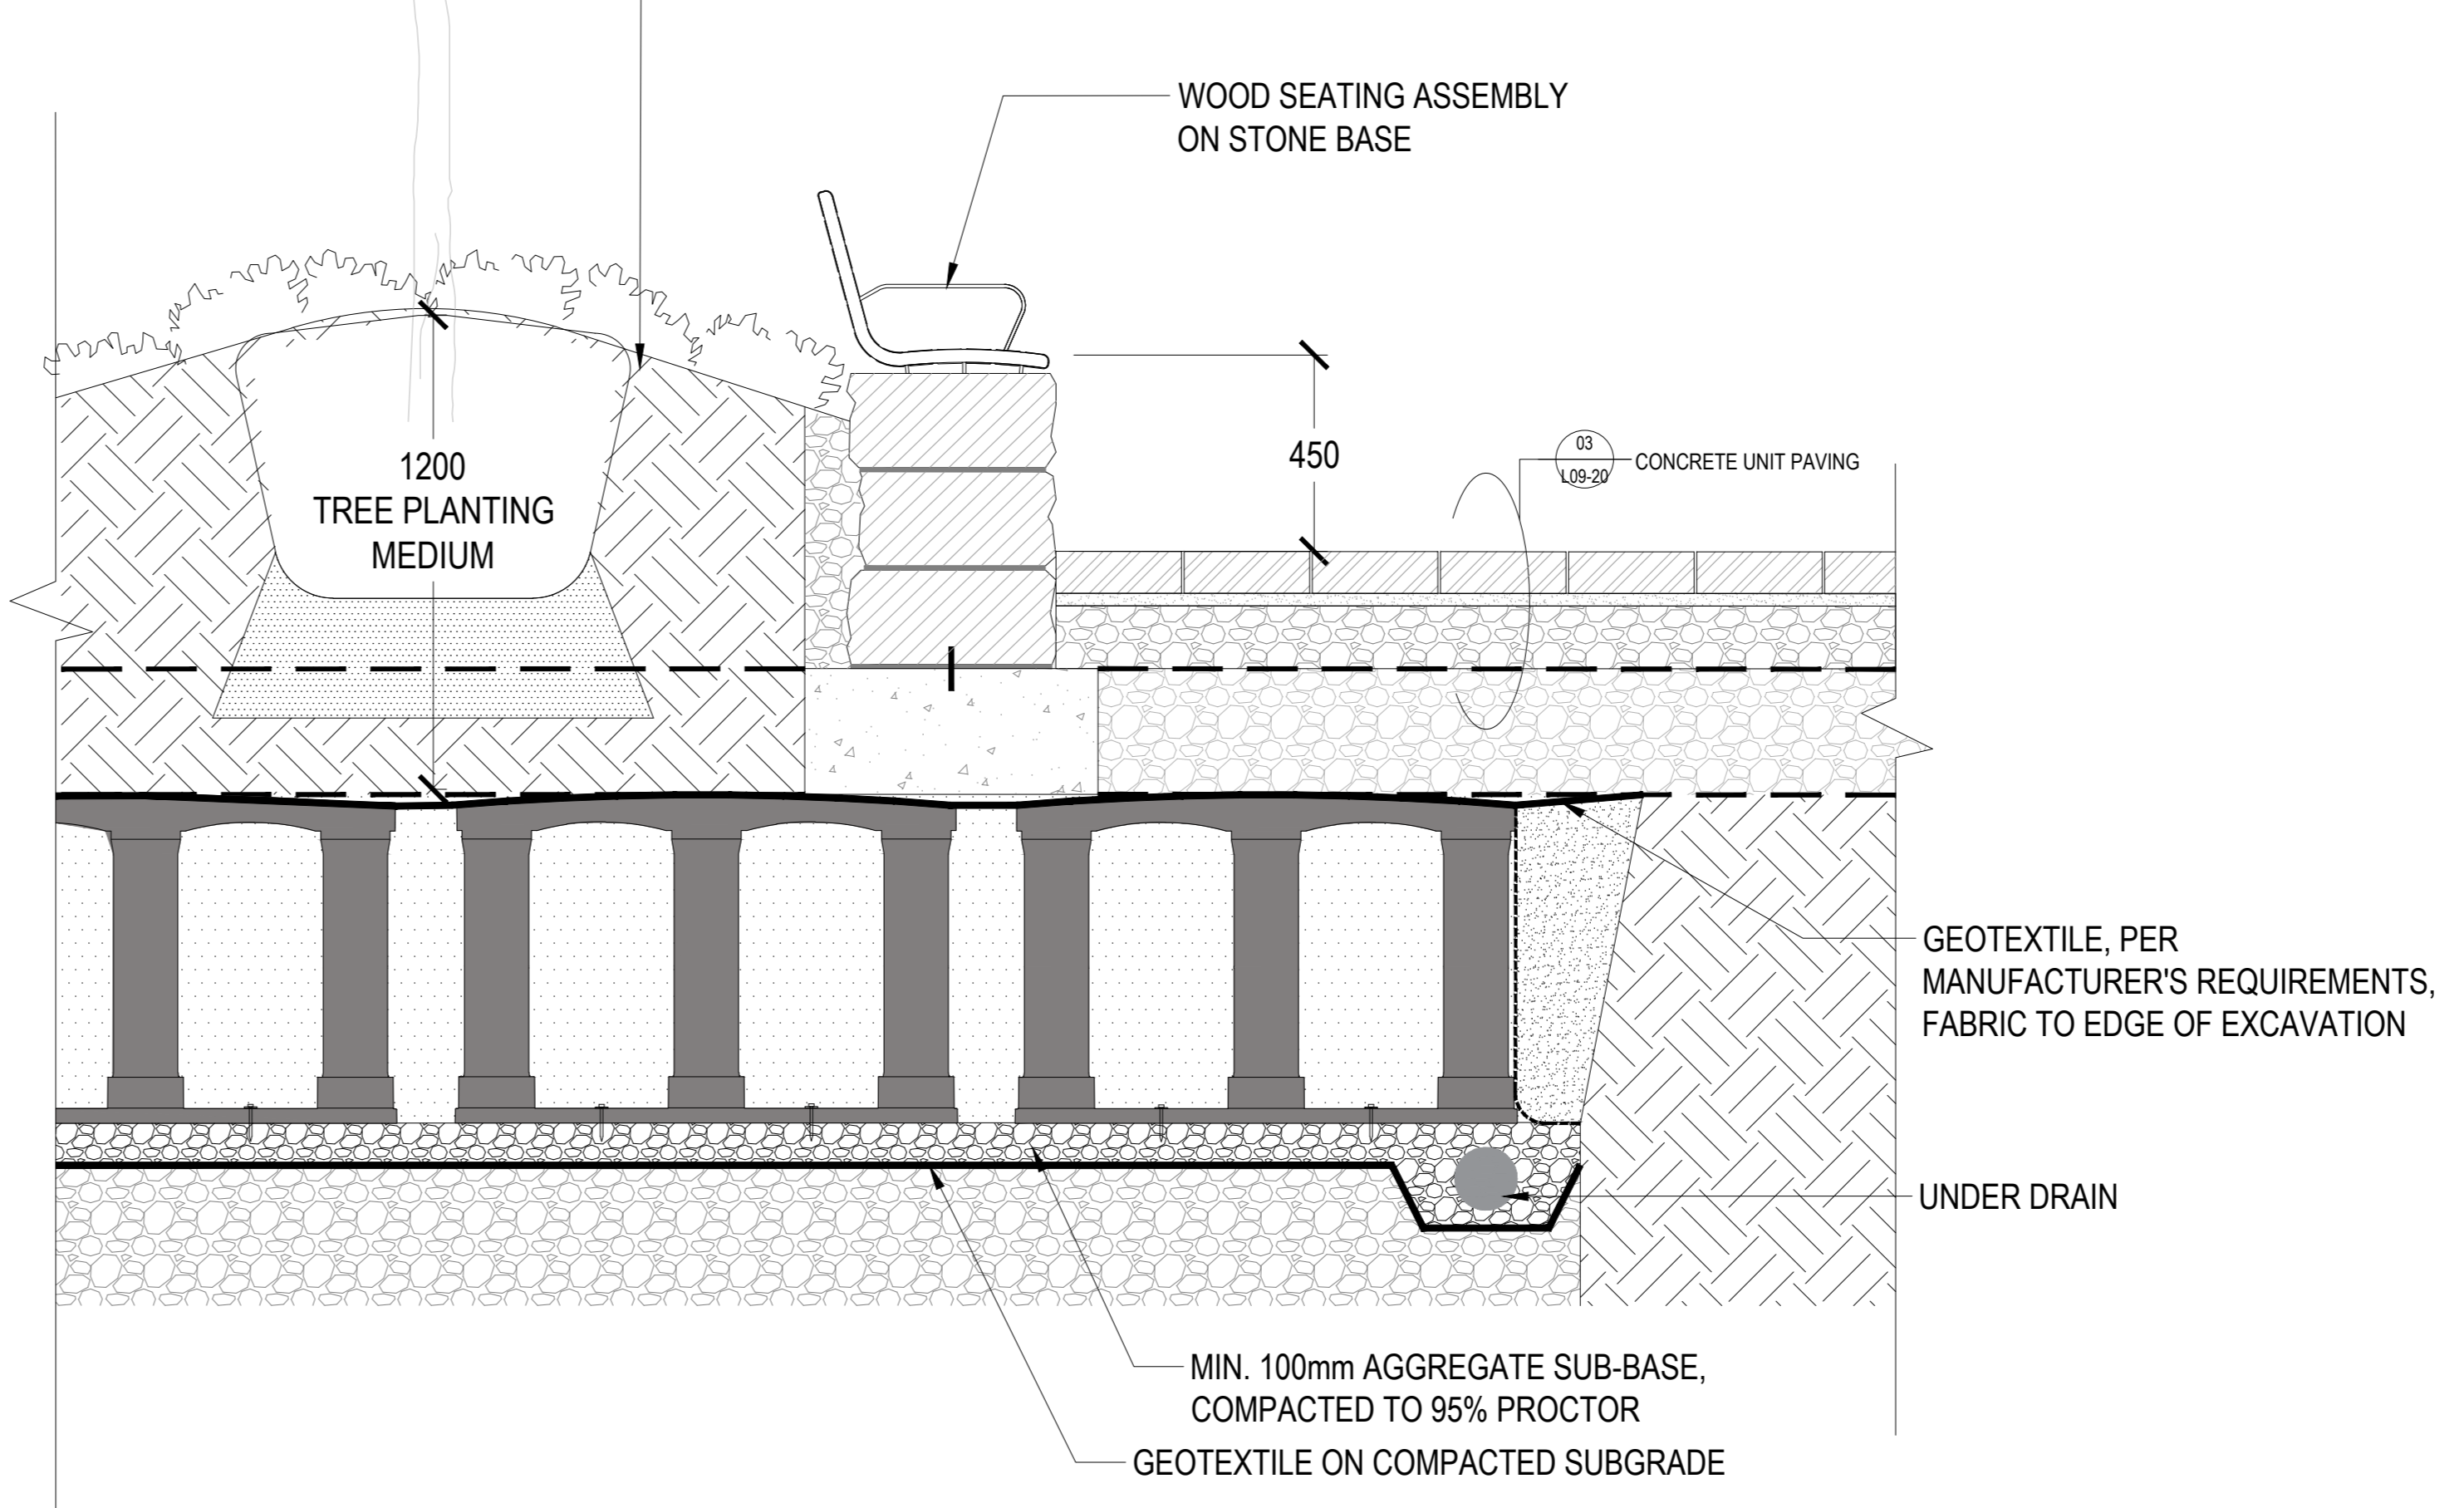 WOOD SEATING ASSEMBLY
ON STONE BASE
450
03
L09-20
CONCRETE UNIT PAVING
1200
TREE PLANTING
MEDIUM
GEOTEXTILE, PER
MANUFACTURER'S REQUIREMENTS,
FABRIC TO EDGE OF EXCAVATION
UNDER DRAIN
MIN. 100mm AGGREGATE SUB-BASE,
COMPACTED TO 95% PROCTOR
GEOTEXTILE ON COMPACTED SUBGRADE